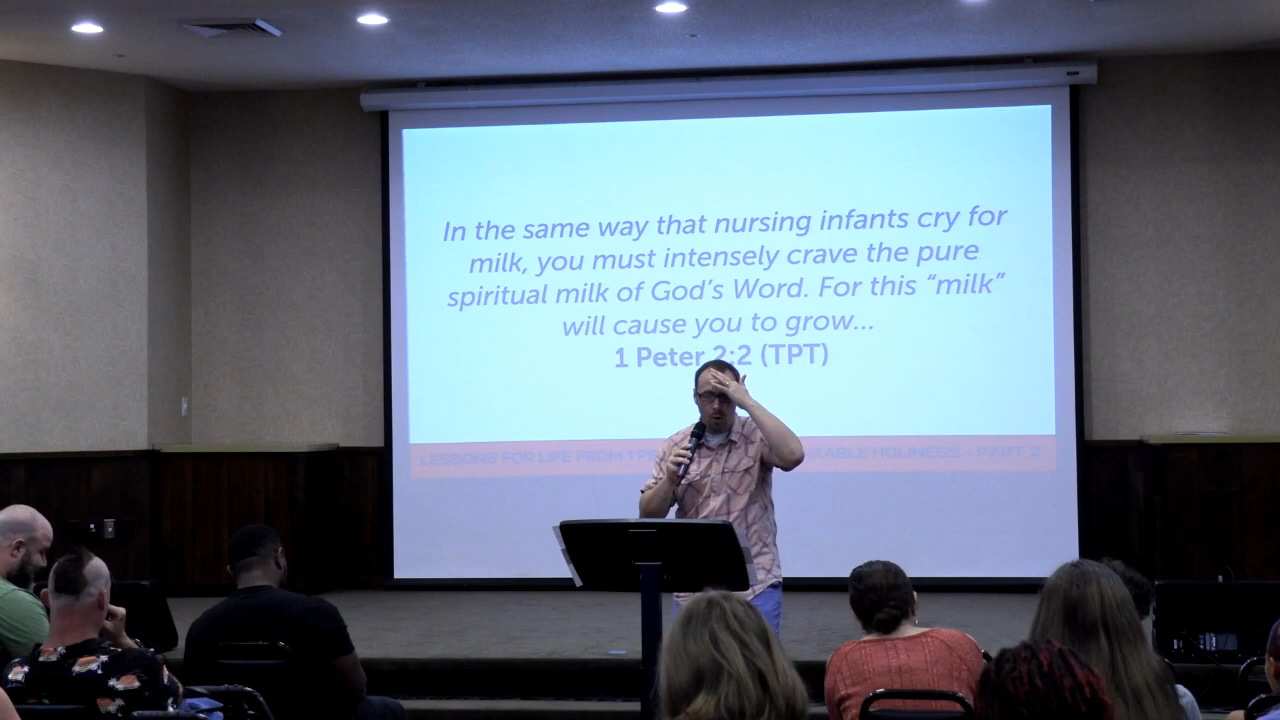 In the same way that nursing infants cry for
milk, you must intensely crave the pure
spiritual milk of God's Word. For this “milk”
will cause you to grow...
1 Peter 2:2 (TPT)
LESSONS FOR LIFE FROM 1 HOLINESS - PART 2